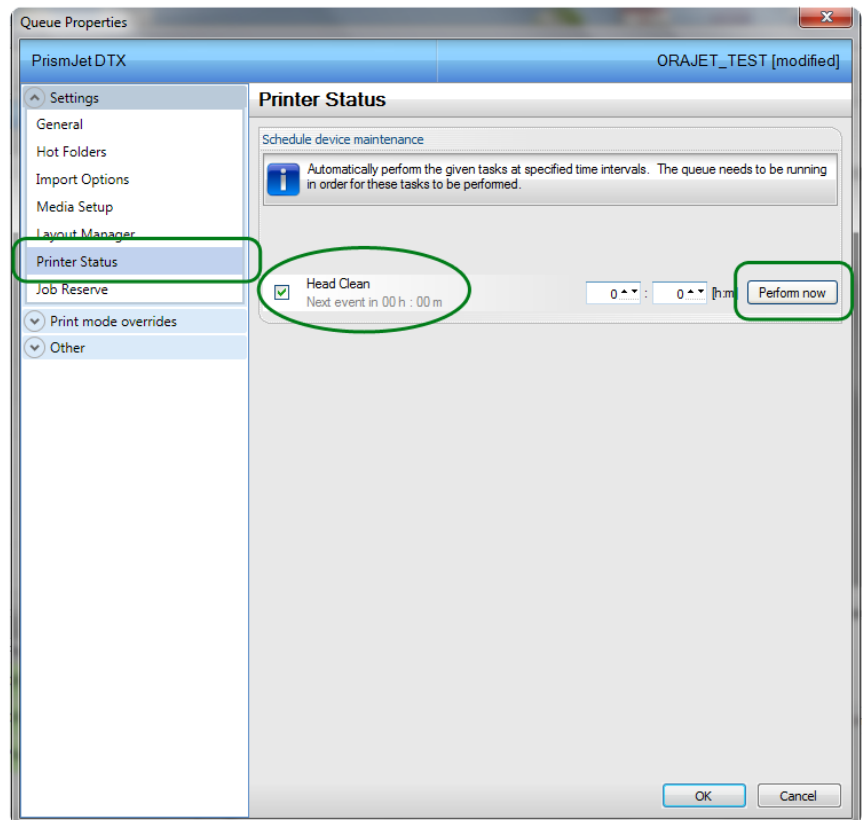 Queue Properties
PrismJet DTX
ORAJET_TEST [modified]
Settings
General
Hot Folders
Import Options
Media Setup
Layout Manager
Printer Status
Job Reserve
Print mode overrides
Other
Printer Status
Schedule device maintenance
Automatically perform the given tasks at specified time intervals. The queue needs to be running
in order for these tasks to be performed.
Head Clean
Next event in 00 h : 00 m
0 : 0 [h:m
Perform now
OK
Cancel